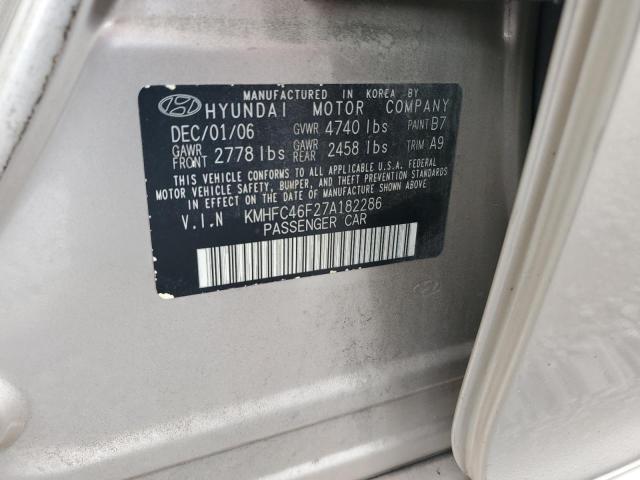 MANUFACTURED IN KOREA BY
HYUNDAI MOTOR COMPANY
DEC/01/06 GVWR 4740 lbs PAINT B7
GAWR FRONT 2778 lbs GAWR REAR 2458 lbs TRIM A9
THIS VEHICLE CONFORMS TO ALL APPLICABLE U.S.A. FEDERAL
MOTOR VEHICLE SAFETY, BUMPER, AND THEFT PREVENTION
STANDARDS IN EFFECT ON THE DATE OF MANUFACTURE SHOWN ABOVE.
V.I.N KMHFC46F27A182286
PASSENGER CAR